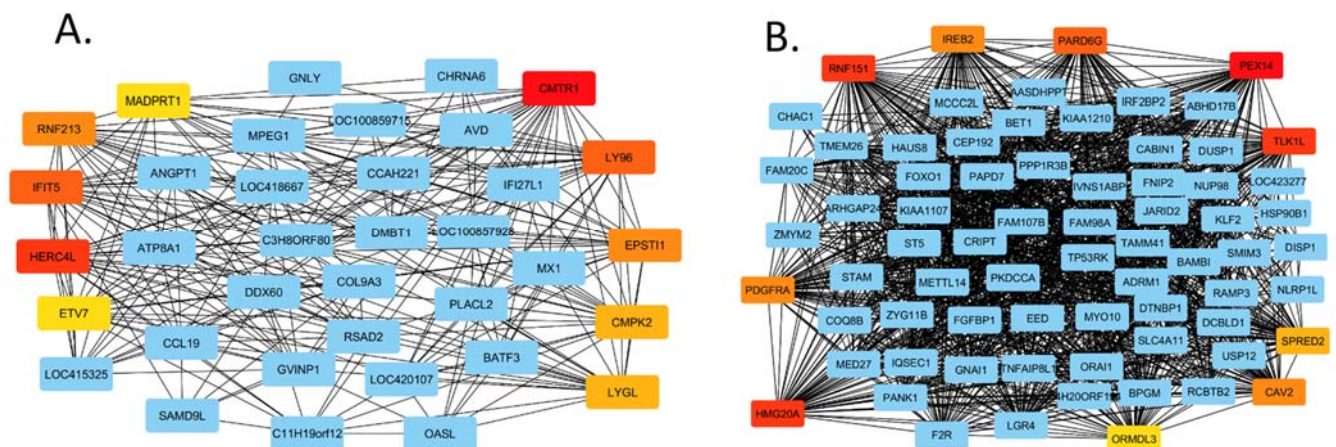 A.
GNLY
CHRNA6
CMTR1
MADPRT1
RNF213
MPEG1
LOC100859715
AVD
LY96
IFIT5
ANGPT1
LOC418667
CCAH221
IFI27L1
HERC4L
ATP8A1
C3H8ORF80
DMBT1
LOC100857928
EPSTI1
MX1
ETV7
DDX60
COL9A3
PLACL2
CMPK2
LOC415325
CCL19
RSAD2
BATF3
GVINP1
LOC420107
LYGL
SAMD9L
C11H19orf12
OASL
B.
IREB2
PARD6G
RNF151
PEX14
MCCC2L
AASDHPPT
IRF2BP2
ABHD17B
CHAC1
BET1
KIAA1210
TLK1L
TMEM26
HAUS8
CEP192
CABIN1
DUSP1
FAM20C
FOXO1
PAPD7
PPP1R3B
IVNS1ABP
FNIP2
NUP98
LOC423277
ARHGAP24
KIAA1107
JARID2
KLF2
HSP90B1
ZMYM2
FAM107B
FAM98A
ST5
CRIPT
TAMM41
SMIM3
DISP1
TP53RK
BAMBI
STAM
METTL14
PKDCCA
ADRM1
RAMP3
NLRP1L
PDGFRA
COQ8B
ZYG11B
FGFBP1
EED
MYO10
DTNBP1
DCBLD1
SLC4A11
SPRED2
MED27
IQSEC1
GNAI1
TNFAIP8L1
ORAI1
USP12
PANK1
BPGM
RCBTB2
CAV2
HMG20A
F2R
LGR4
ORMDL3